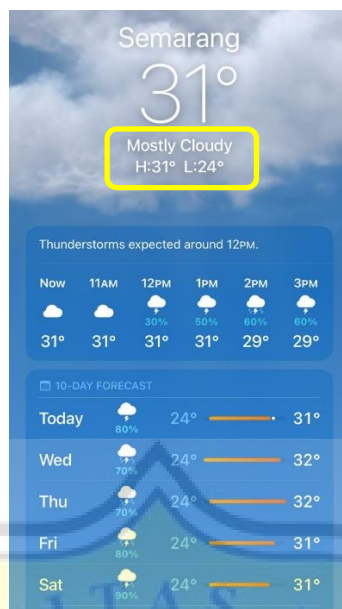 Semarang
31°
Mostly Cloudy
H:31° L:24°
Thunderstorms expected around 12PM.
Now 11AM 12PM 1PM 2PM 3PM
30% 50% 60% 60%
31° 31° 31° 31° 29° 29°
10-DAY FORECAST
Today 80% 24° 31°
Wed 70% 24° 32°
Thu 70% 24° 32°
Fri 80% 24° 31°
Sat 90% 24° 31°
I T A S